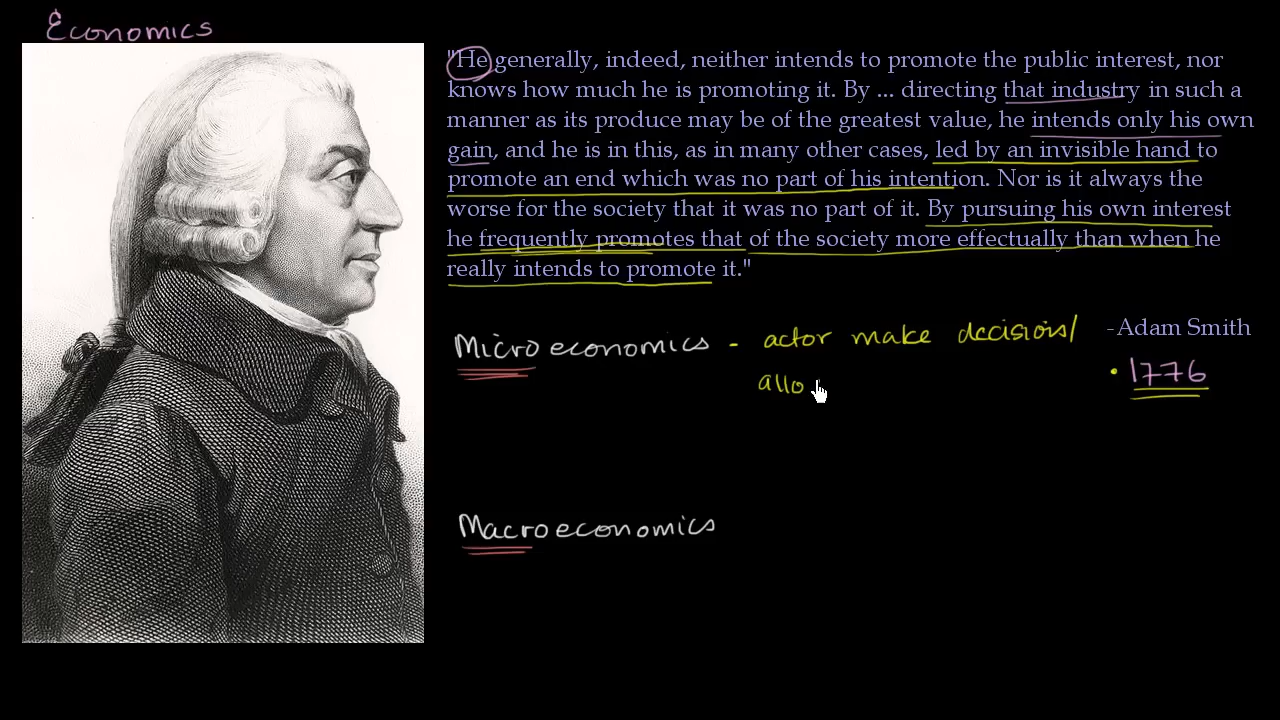 Economics
"He generally, indeed, neither intends to promote the public interest, nor
knows how much he is promoting it. By ... directing that industry in such a
manner as its produce may be of the greatest value, he intends only his own
gain, and he is in this, as in many other cases, led by an invisible hand to
promote an end which was no part of his intention. Nor is it always the
worse for the society that it was no part of it. By pursuing his own interest
he frequently promotes that of the society more effectually than when he
really intends to promote it."
-Adam Smith
• 1776
Microeconomics - actor make decisions/
allo
Macroeconomics